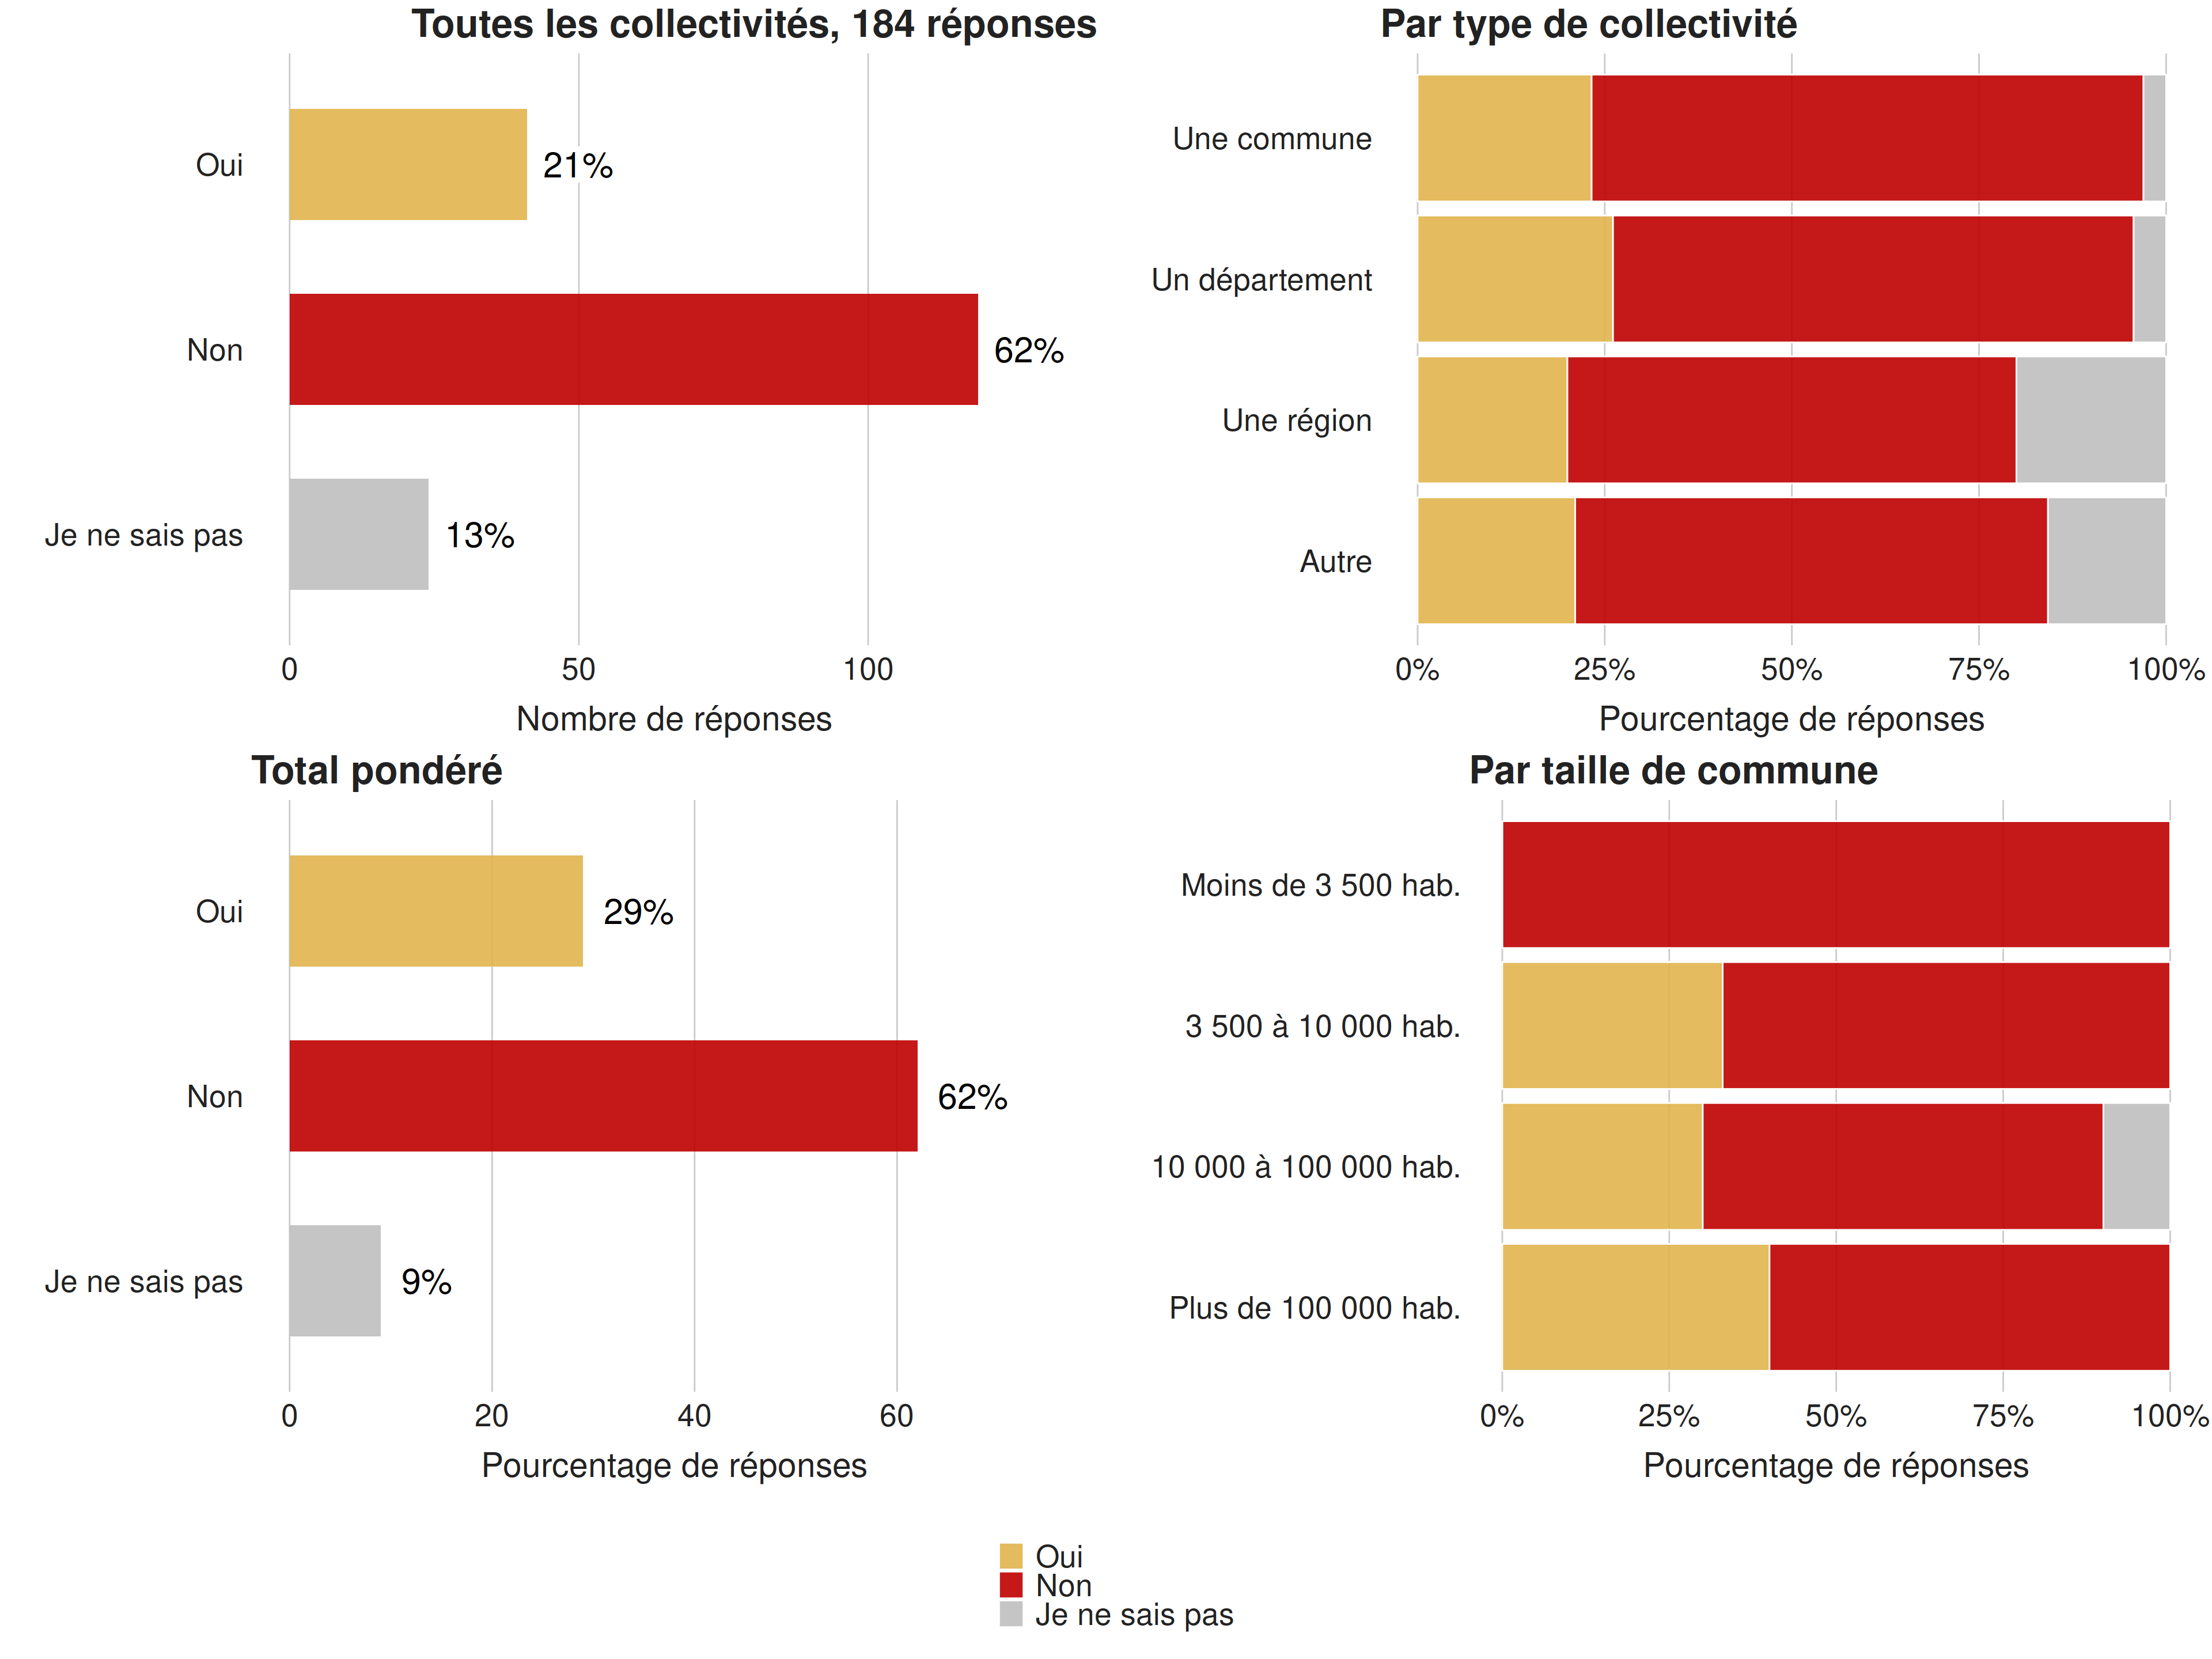 Toutes les collectivités, 184 réponses
Oui
21%
Non
62%
Je ne sais pas
13%
0 50 100
Nombre de réponses
Par type de collectivité
Une commune
Un département
Une région
Autre
0% 25% 50% 75% 100%
Pourcentage de réponses
Total pondéré
Oui
29%
Non
62%
Je ne sais pas
9%
0 20 40 60
Pourcentage de réponses
Par taille de commune
Moins de 3 500 hab.
3 500 à 10 000 hab.
10 000 à 100 000 hab.
Plus de 100 000 hab.
0% 25% 50% 75% 100%
Pourcentage de réponses
Oui
Non
Je ne sais pas